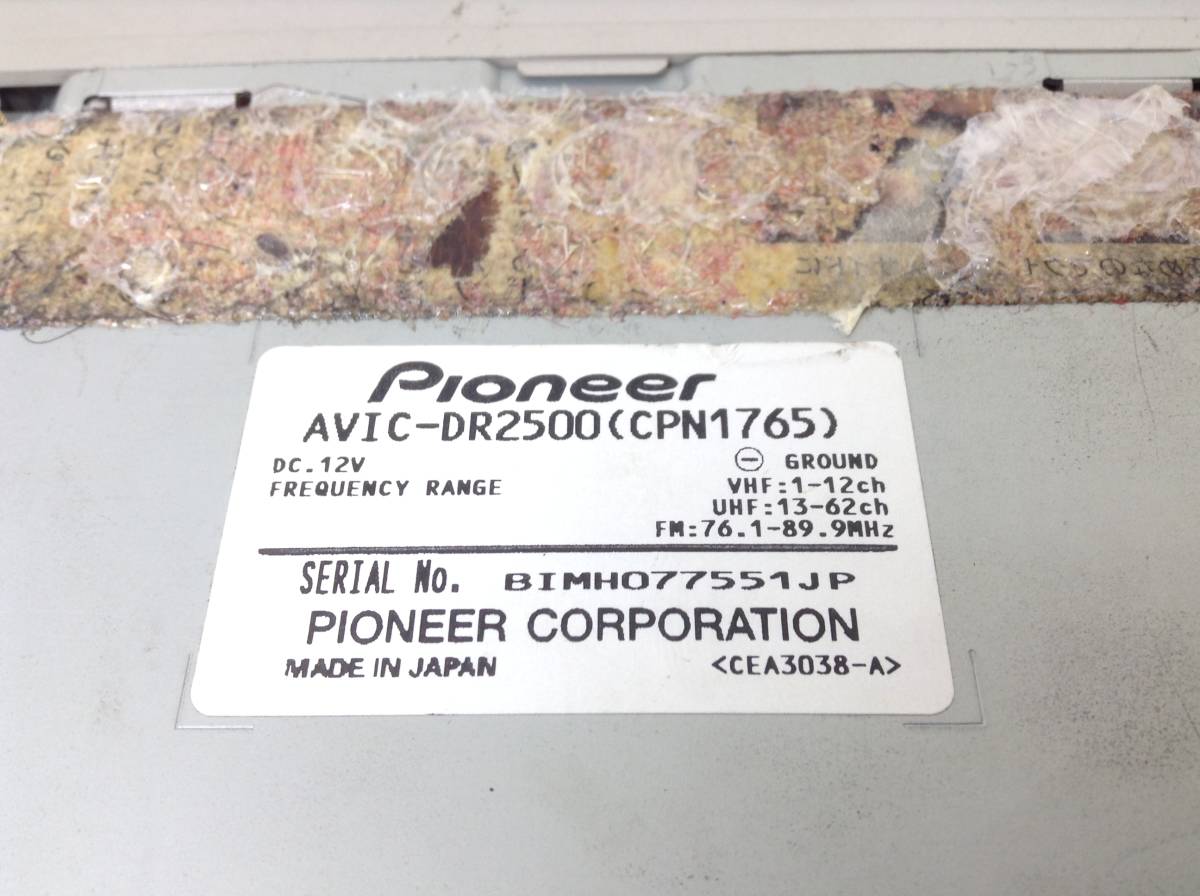 Pioneer
AVIC-DR2500(CPN1765)
DC.12V ⊖ GROUND
FREQUENCY RANGE VHF:1-12ch
UHF:13-62ch
FM:76.1-89.9MHz
SERIAL No. BIMH077551JP
PIONEER CORPORATION
MADE IN JAPAN <CEA3038-A>